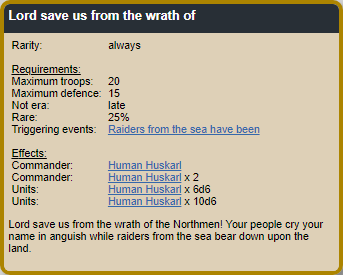 Lord save us from the wrath of
Rarity: always
Requirements:
Maximum troops: 20
Maximum defence: 15
Not era: late
Rare: 25%
Triggering events: Raiders from the sea have been
Effects:
Commander: Human Huskarl
Commander: Human Huskarl x 2
Units: Human Huskarl x 6d6
Units: Human Huskarl x 10d6
Lord save us from the wrath of the Northmen! Your people cry your
name in anguish while raiders from the sea bear down upon the
land.